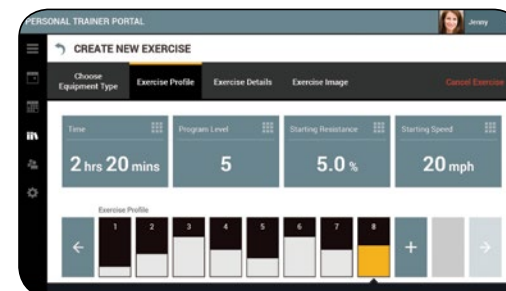 PERSONAL TRAINER PORTAL
Jenny
CREATE NEW EXERCISE
Choose
Equipment Type
Exercise Profile
Exercise Details
Exercise Image
Cancel Exercise
Time
Program Level
Starting Resistance
Starting Speed
2 hrs 20 mins
5
5.0 %
20 mph
Exercise Profile
1 2 3 4 5 6 7 8